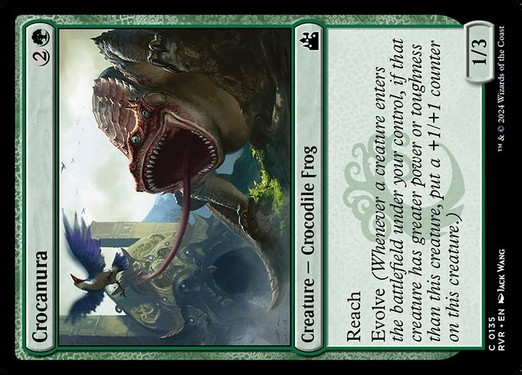 Crocanura
2
Creature — Crocodile Frog
Reach
Evolve (Whenever a creature enters
the battlefield under your control, if that
creature has greater power or toughness
than this creature, put a +1/+1 counter
on this creature.)
1/3
C 0135
RVR • EN Jack Wang
™ & © 2024 Wizards of the Coast